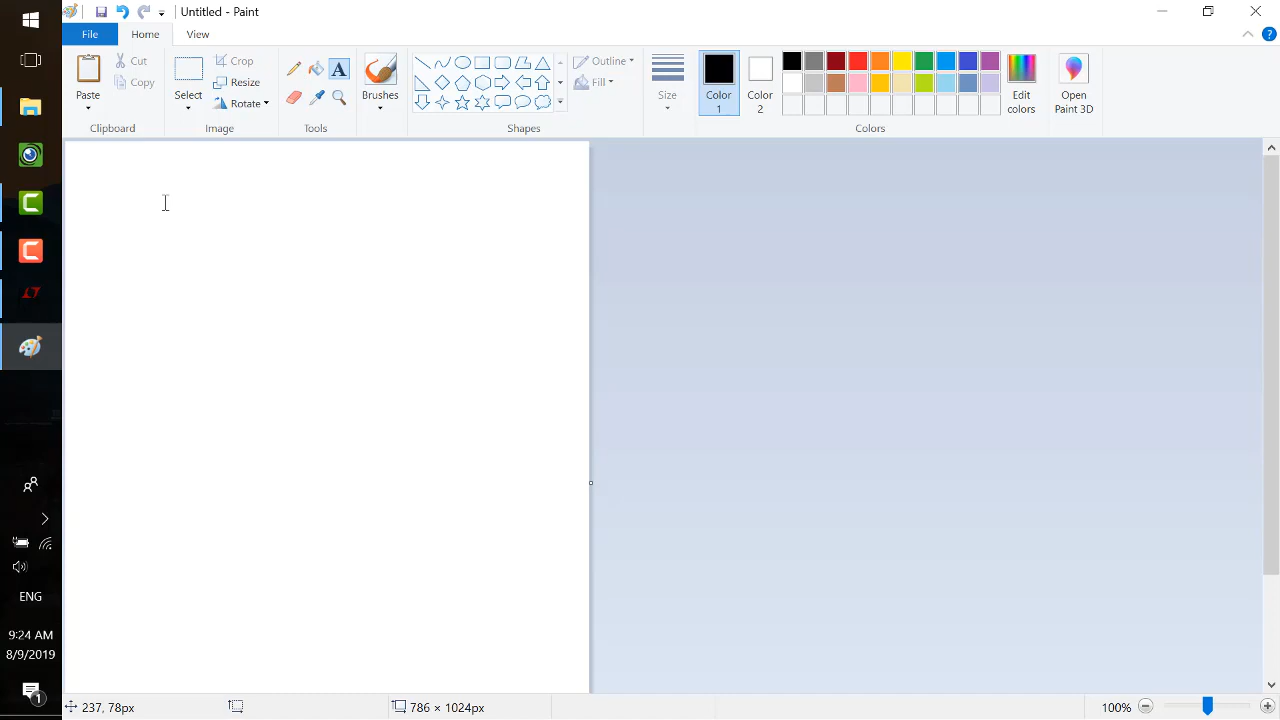 Untitled - Paint
File Home View
Paste
Cut
Copy
Clipboard
Select
Crop
Resize
Rotate
Image
A
Tools
Brushes
Outline
Fill
Shapes
Size
Color
1
Color
2
Edit
colors
Open
Paint 3D
Colors
ENG
9:24 AM
8/9/2019
1
237, 78px
786 1024px
100%